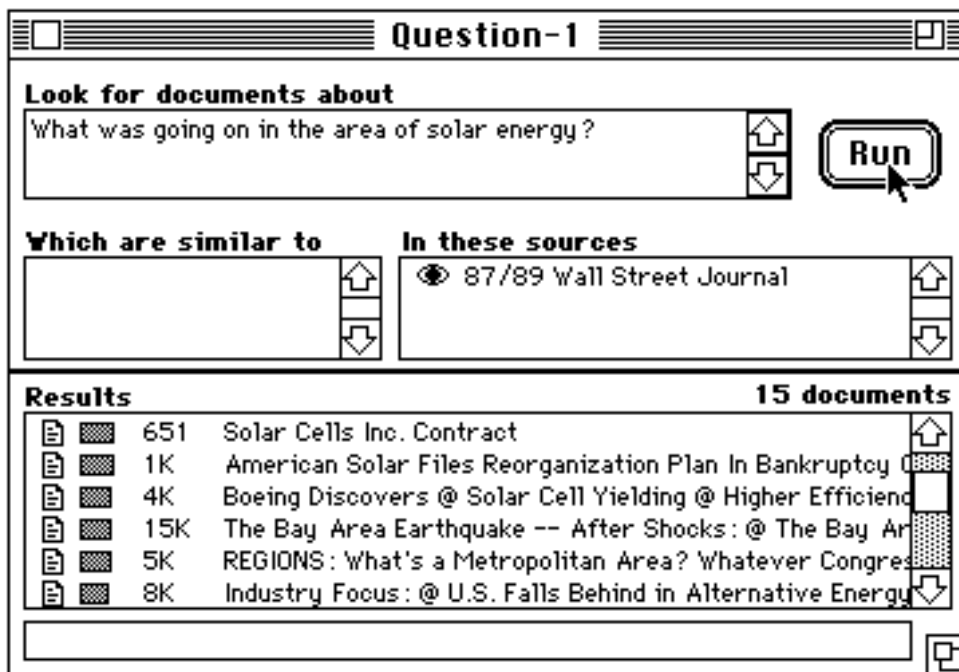 Question-1
Look for documents about
What was going on in the area of solar energy?
Run
Which are similar to
In these sources
87/89 Wall Street Journal
Results
15 documents
651 Solar Cells Inc. Contract
1K American Solar Files Reorganization Plan In Bankruptcy
4K Boeing Discovers @ Solar Cell Yielding @ Higher Efficienc
15K The Bay Area Earthquake -- After Shocks: @ The Bay Ar
5K REGIONS: What's a Metropolitan Area? Whatever Congres
8K Industry Focus: @ U.S. Falls Behind in Alternative Energy